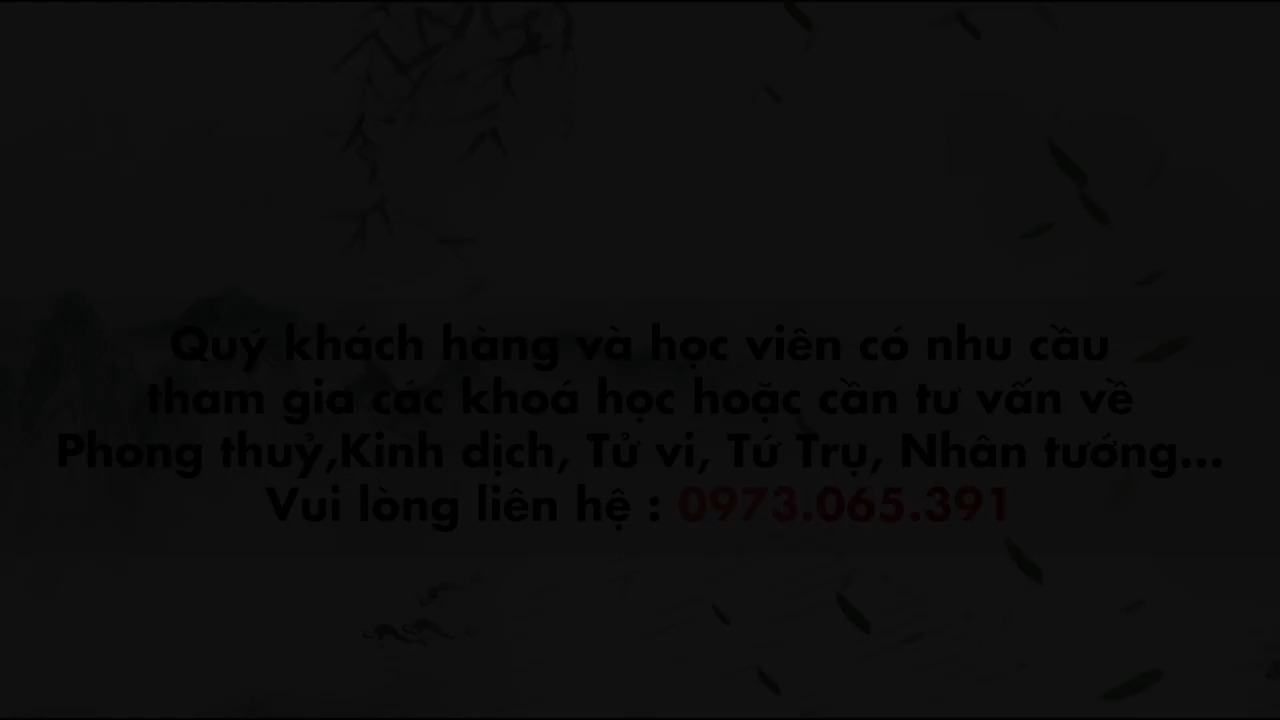 Quý khách hàng và học viên có nhu cầu
tham gia các khoá học hoặc cần tư vấn về
Phong thuỷ,Kinh dịch, Tử vi, Tứ Trụ, Nhân tướng...
Vui lòng liên hệ : 0973.065.391